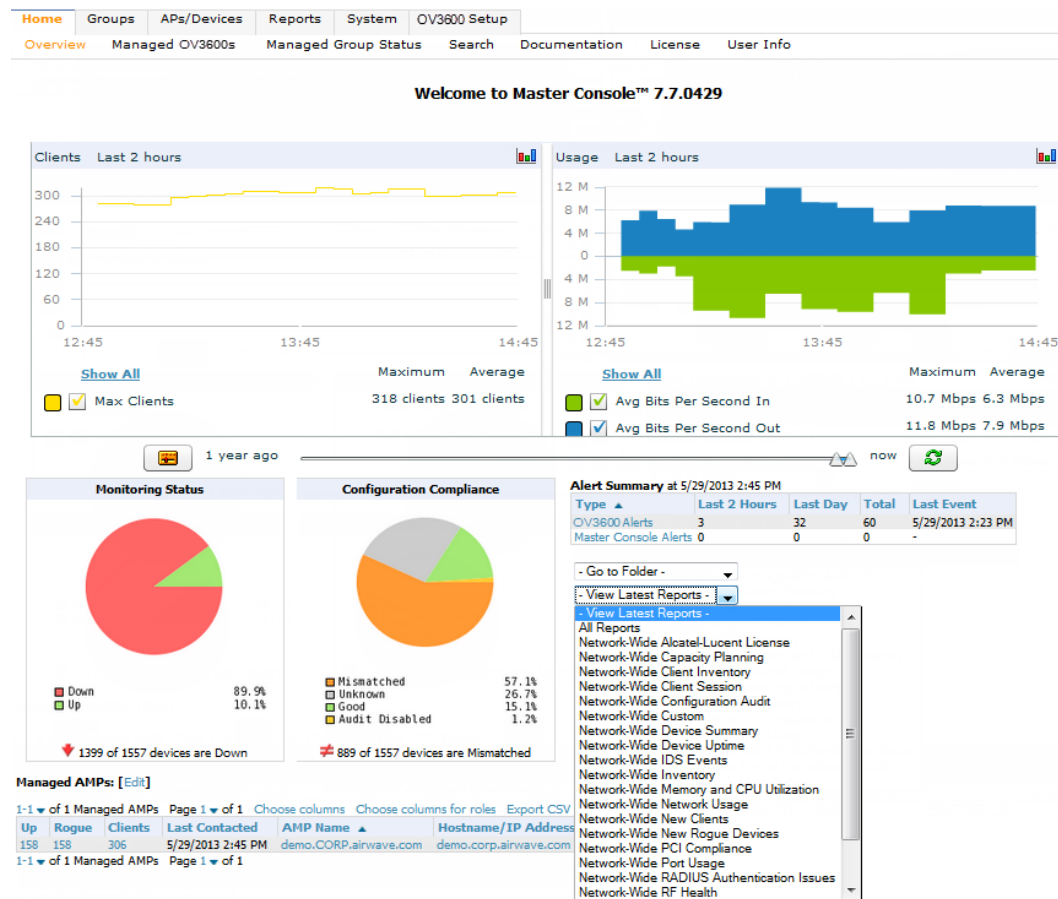 Home Groups APs/Devices Reports System OV3600 Setup
Overview Managed OV3600s Managed Group Status Search Documentation License User Info
Welcome to Master Console™ 7.7.0429
Clients Last 2 hours
300
240
180
120
60
0
12:45 13:45 14:45
Show All Maximum Average
Max Clients 318 clients 301 clients
Usage Last 2 hours
12 M
8 M
4 M
0
4 M
8 M
12 M
12:45 13:45 14:45
Show All Maximum Average
Avg Bits Per Second In 10.7 Mbps 6.3 Mbps
Avg Bits Per Second Out 11.8 Mbps 7.9 Mbps
1 year ago now
Monitoring Status
Down 89.9%
Up 10.1%
1399 of 1557 devices are Down
Configuration Compliance
Mismatched 57.1%
Unknown 26.7%
Good 15.1%
Audit Disabled 1.2%
889 of 1557 devices are Mismatched
Alert Summary at 5/29/2013 2:45 PM
Type Last 2 Hours Last Day Total Last Event
OV3600 Alerts 3 32 60 5/29/2013 2:23 PM
Master Console Alerts 0 0 0 -
- Go to Folder -
- View Latest Reports -
- View Latest Reports -
All Reports
Network-Wide Alcatel-Lucent License
Network-Wide Capacity Planning
Network-Wide Client Inventory
Network-Wide Client Session
Network-Wide Configuration Audit
Network-Wide Custom
Network-Wide Device Summary
Network-Wide Device Uptime
Network-Wide IDS Events
Network-Wide Inventory
Network-Wide Memory and CPU Utilization
Network-Wide Network Usage
Network-Wide New Clients
Network-Wide New Rogue Devices
Network-Wide PCI Compliance
Network-Wide Port Usage
Network-Wide RADIUS Authentication Issues
Network-Wide RF Health
Managed AMPs: [Edit]
1-1 of 1 Managed AMPs Page 1 of 1 Choose columns Choose columns for roles Export CSV
Up Rogue Clients Last Contacted AMP Name Hostname/IP Address
158 158 306 5/29/2013 2:45 PM demo.CORP.airwave.com demo.corp.airwave.com
1-1 of 1 Managed AMPs Page 1 of 1